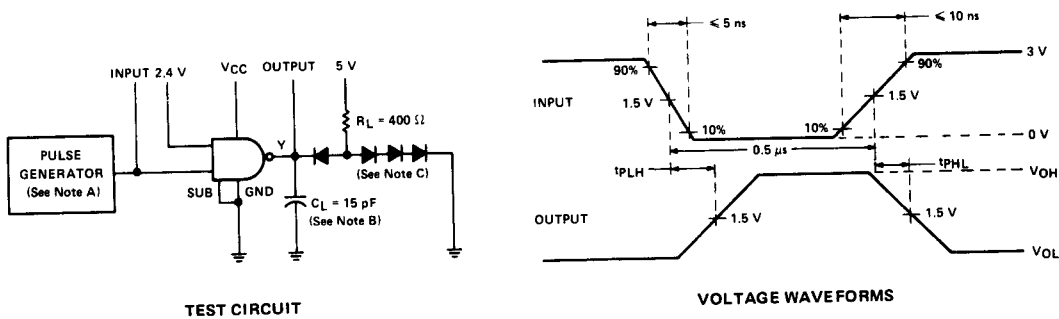 INPUT 2.4 V
VCC
OUTPUT
5 V
RL = 400 Ω
Y
PULSE
GENERATOR
(See Note A)
SUB
GND
(See Note C)
CL = 15 pF
(See Note B)
TEST CIRCUIT
≤ 5 ns
≤ 10 ns
3 V
90%
90%
INPUT
1.5 V
1.5 V
10%
10%
0 V
0.5 μs
tPLH
tPHL
VOH
OUTPUT
1.5 V
1.5 V
VOL
VOLTAGE WAVEFORMS